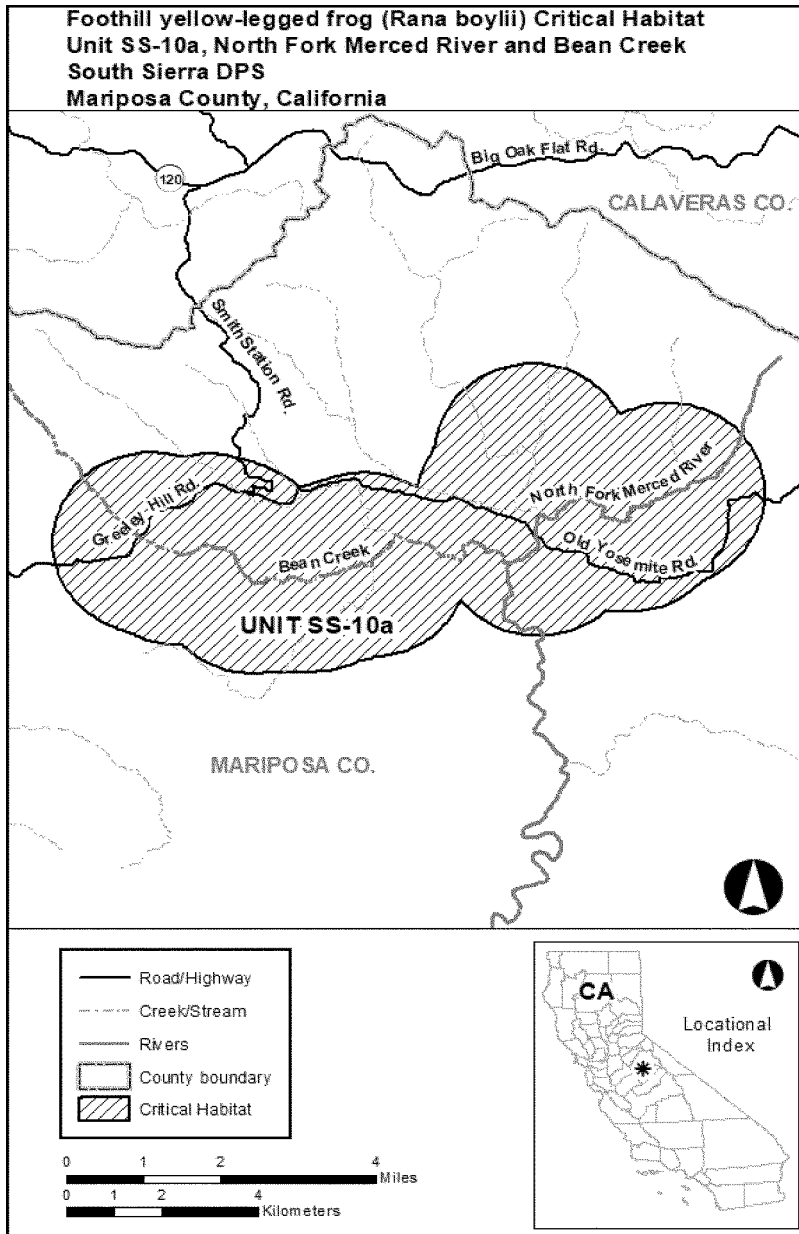 Foothill yellow-legged frog (Rana boylii) Critical Habitat
Unit SS-10a, North Fork Merced River and Bean Creek
South Sierra DPS
Mariposa County, California
Big Oak Flat Rd.
120
CALAVERAS CO.
Smith Station Rd.
North Fork Merced River
Greeley Hill Rd.
Bean Creek
Old Yosemite Rd.
UNIT SS-10a
MARIPOSA CO.
Road/Highway
Creek/Stream
Rivers
County boundary
Critical Habitat
CA
Locational
Index
0 1 2 4
Miles
0 1 2 4
Kilometers